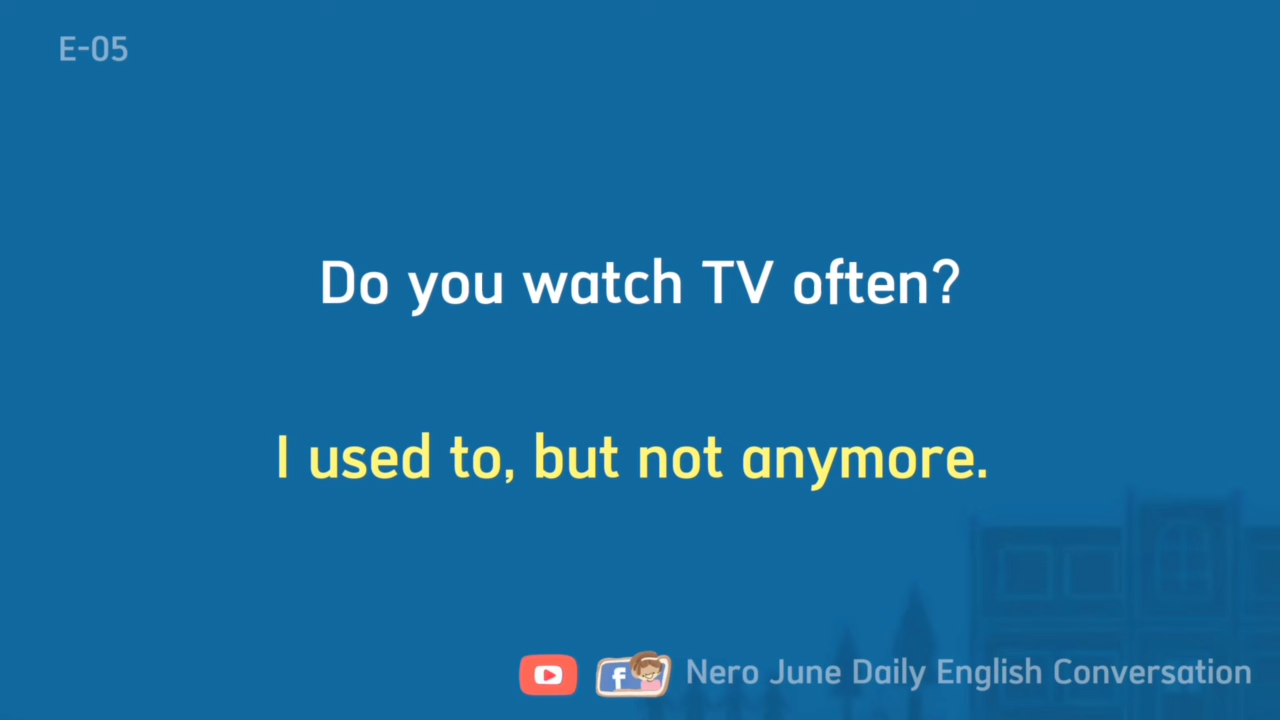 E-05
Do you watch TV often?
I used to, but not anymore.
f Nero June Daily English Conversation